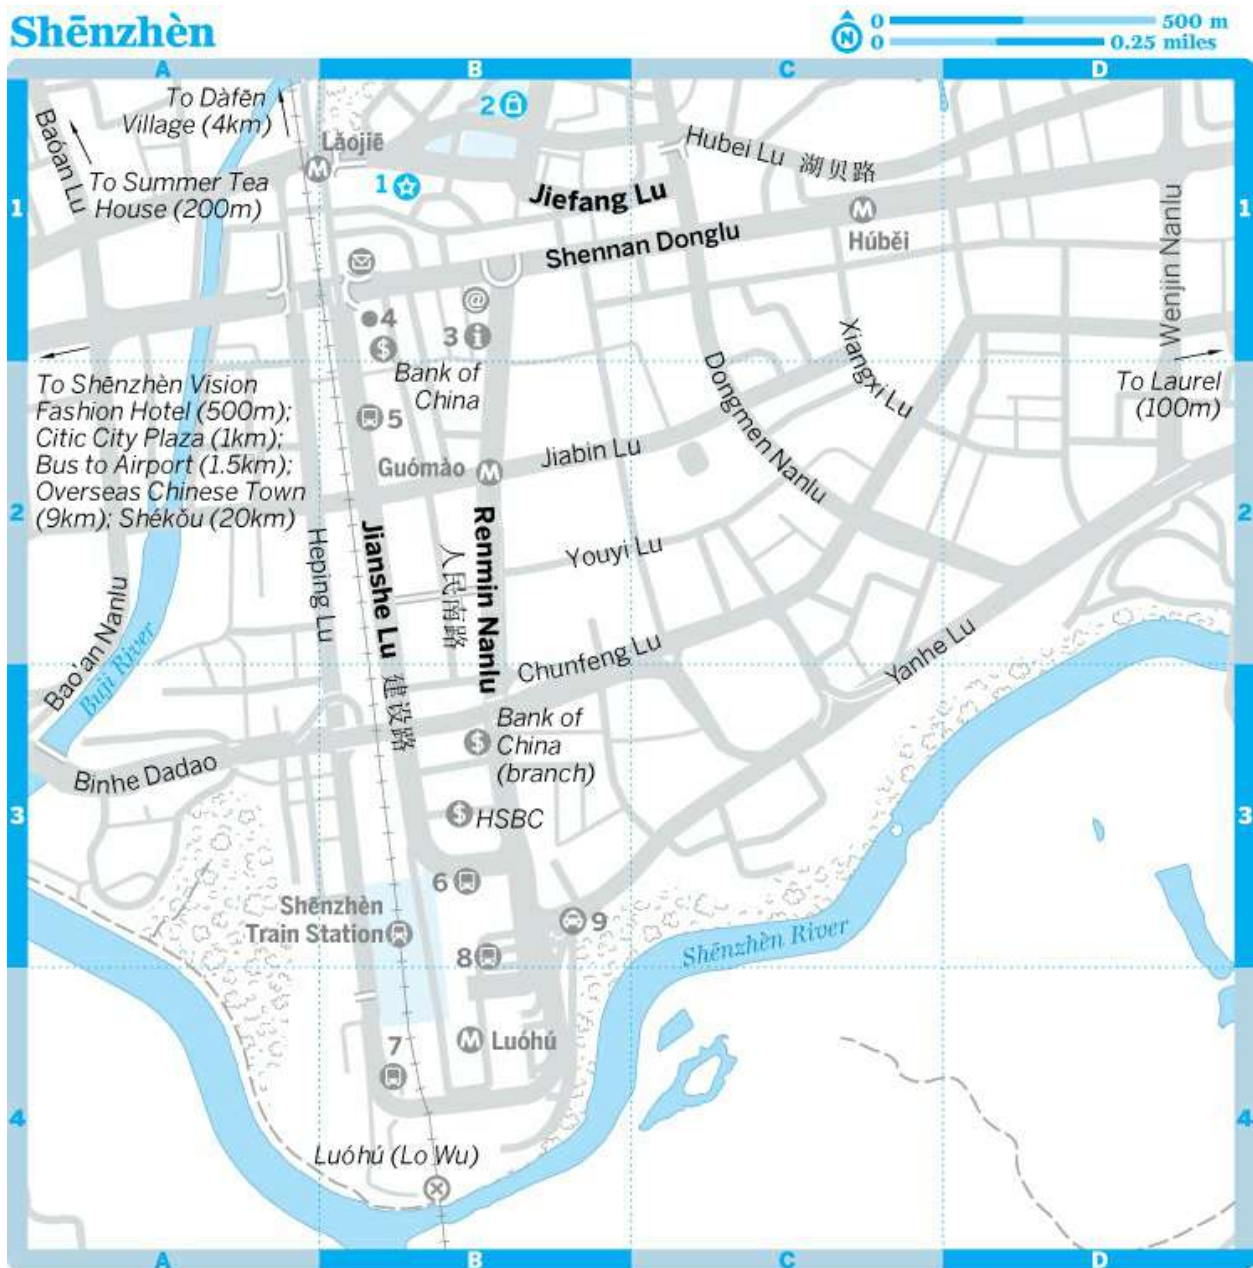 Shēnzhèn
0 500 m
0 0.25 miles
N
A B C D
To Dàfēn
Village (4km)
2
Baóan Lu
Lǎojiē
M
Hubei Lu 湖贝路
To Summer Tea
House (200m)
1
Jiefang Lu
1
1
M
Húběi
Shennan Donglu
Wenjin Nanlu
@
4
3
i
$
Xiangxi Lu
Bank of
China
To Shēnzhèn Vision
Fashion Hotel (500m);
Citic City Plaza (1km);
Bus to Airport (1.5km);
Overseas Chinese Town
(9km); Shékǒu (20km)
Dongmen Nanlu
To Laurel
(100m)
5
Guómào
M
Jiabin Lu
2
2
Heping Lu
Jianshe Lu 建设路
人民南路
Renmin Nanlu
Youyi Lu
Bao'an Nanlu
Buji River
Chunfeng Lu
Yanhe Lu
Bank of
China
(branch)
$
Binhe Dadao
3
3
$
HSBC
6
Shēnzhèn
Train Station
9
8
Shēnzhèn River
M
Luóhú
7
4
4
Luóhú (Lo Wu)
A B C D